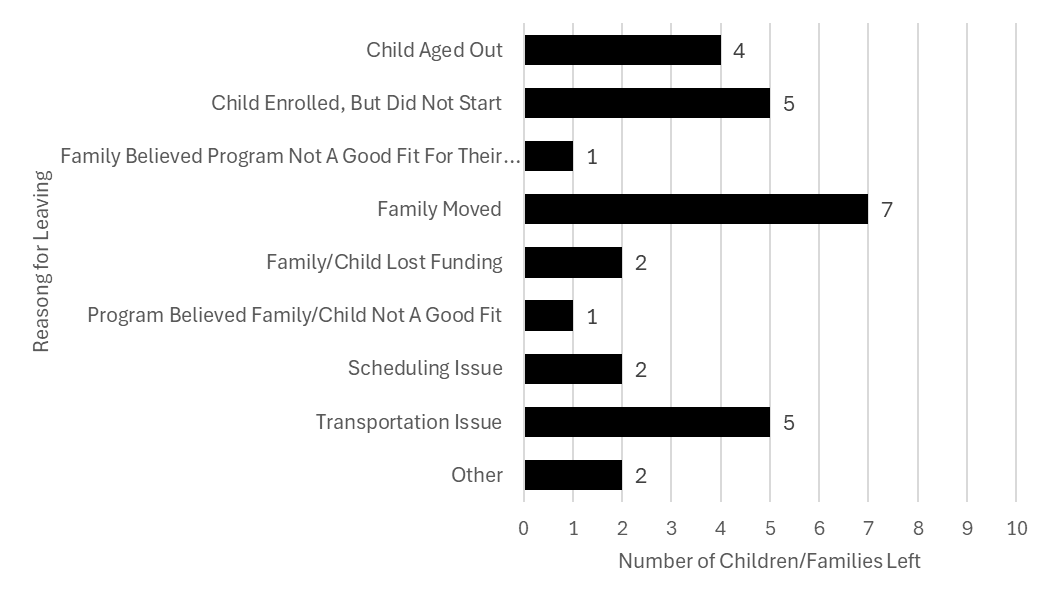 Child Aged Out 4
Child Enrolled, But Did Not Start 5
Family Believed Program Not A Good Fit For Their... 1
Family Moved 7
Family/Child Lost Funding 2
Program Believed Family/Child Not A Good Fit 1
Scheduling Issue 2
Transportation Issue 5
Other 2
Reasong for Leaving
0 1 2 3 4 5 6 7 8 9 10
Number of Children/Families Left